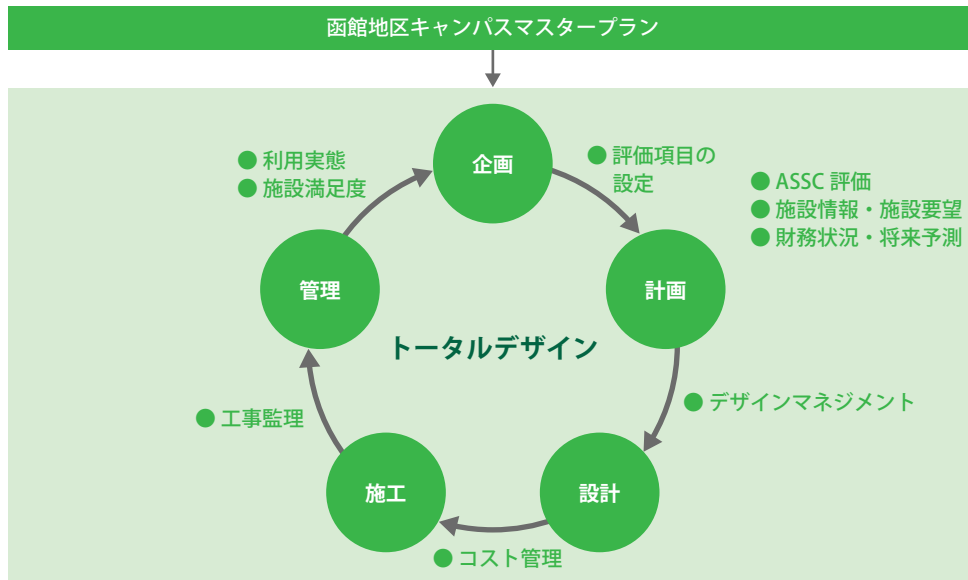 函館地区キャンパスマスタープラン
企画
● 評価項目の
設定
● ASSC 評価
● 施設情報・施設要望
● 財務状況・将来予測
計画
● デザインマネジメント
設計
● コスト管理
施工
● 工事監理
管理
● 利用実態
● 施設満足度
トータルデザイン